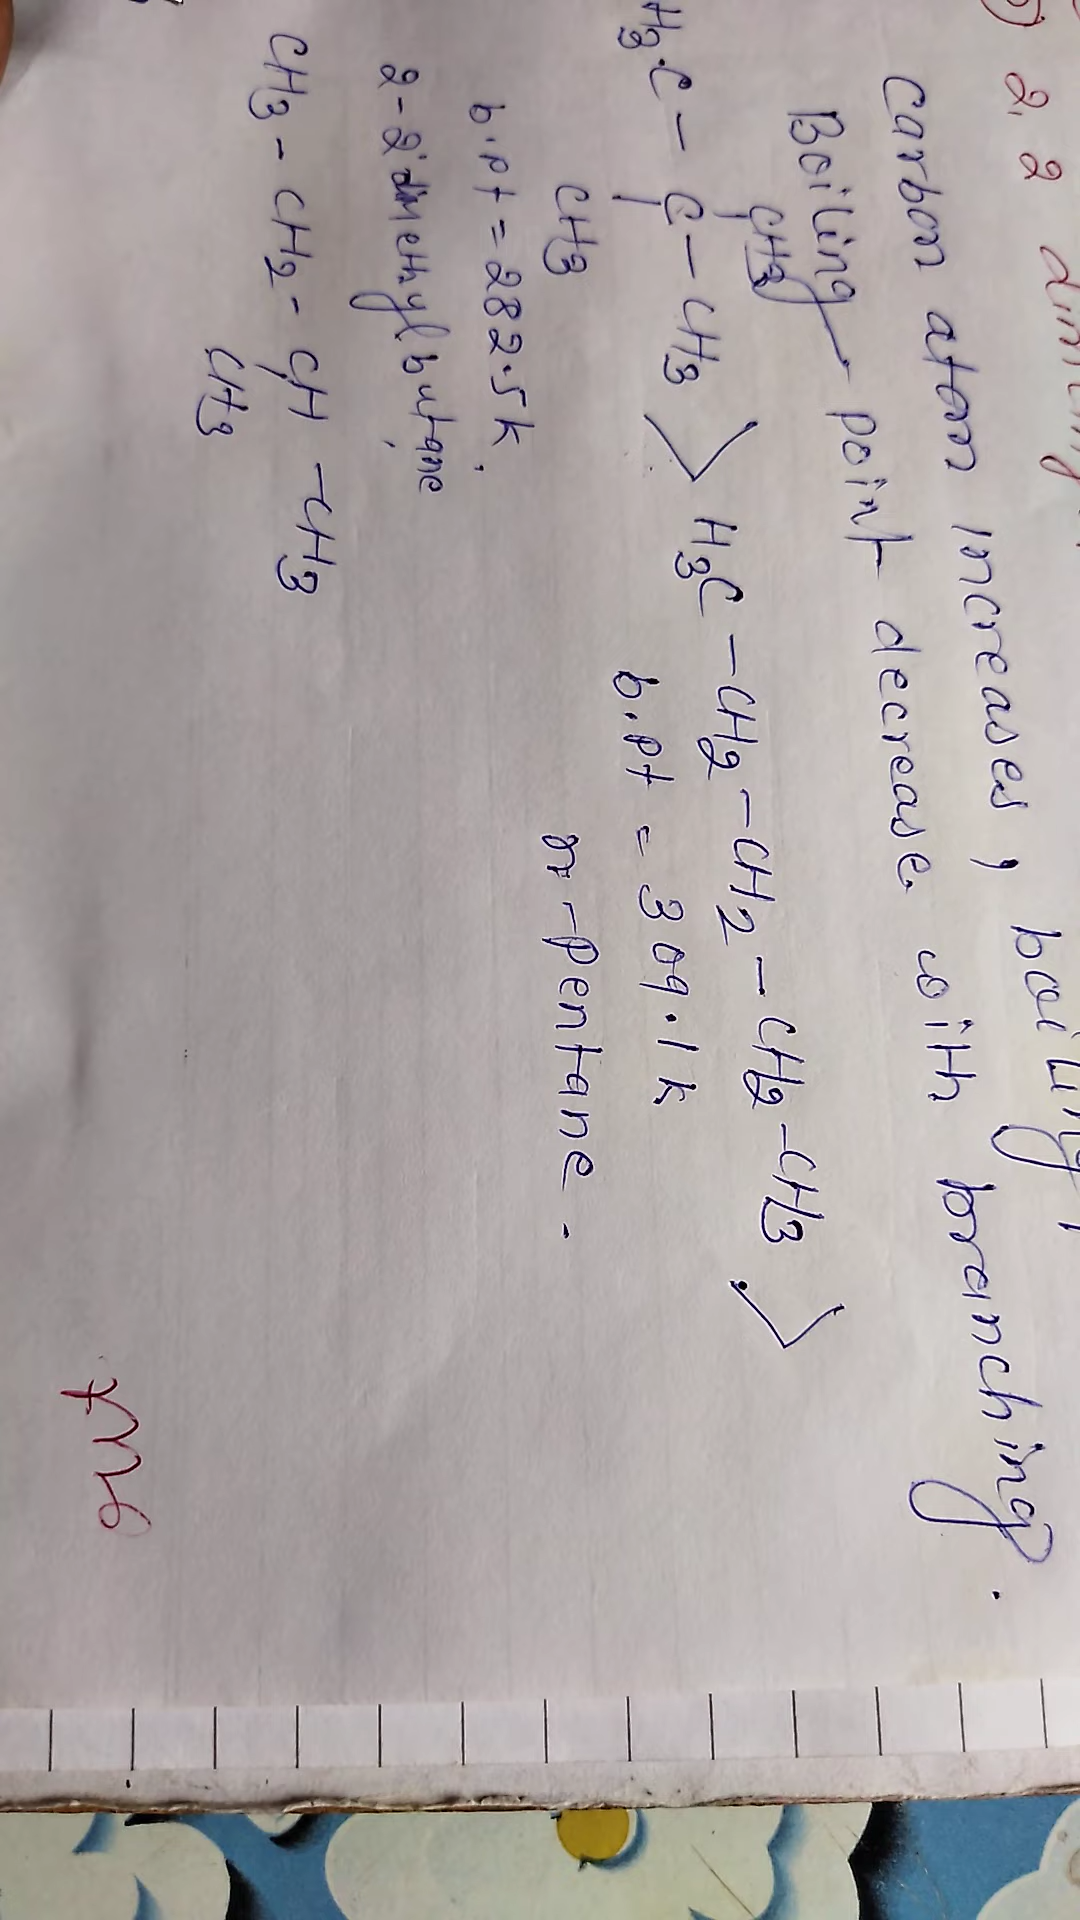 2, 2
carbon atom increases, boiling
Boiling point decrease with branching.
CH3
H3C - C - CH3 > H3C - CH2 - CH2 - CH2 - CH3 >
CH3
b.pt = 309.1k
b.pt = 282.5k.
n-pentane.
2-2 dimethyl butane
CH3 - CH2 - CH - CH3
CH3